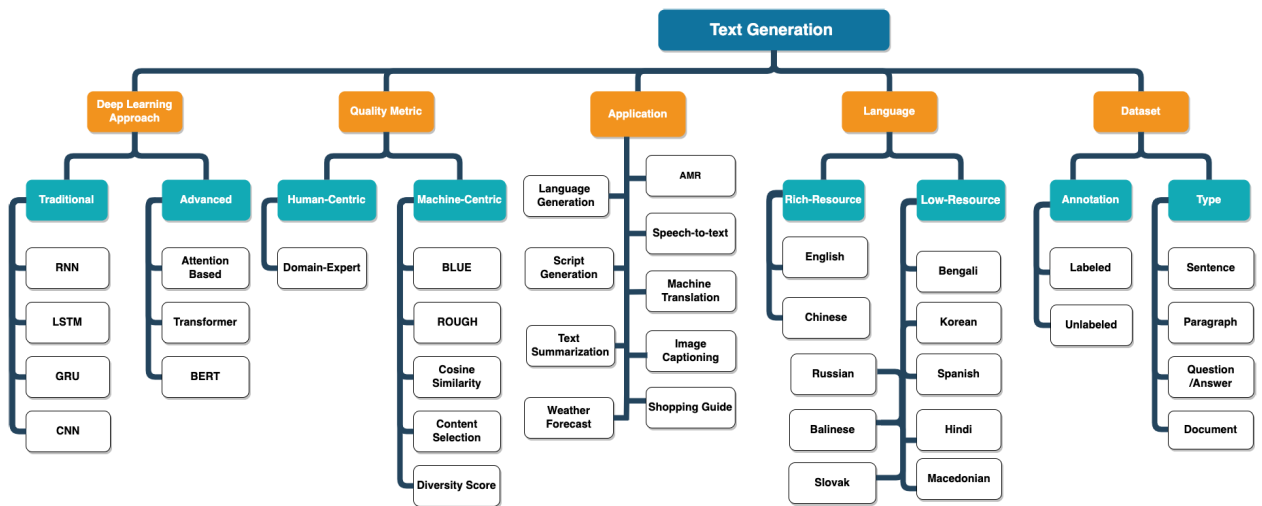 Text Generation
Deep Learning
Approach
Quality Metric
Application
Language
Dataset
Traditional
Advanced
Human-Centric
Machine-Centric
Rich-Resource
Low-Resource
Annotation
Type
RNN
LSTM
GRU
CNN
Attention
Based
Transformer
BERT
Domain-Expert
BLUE
ROUGH
Cosine
Similarity
Content
Selection
Diversity Score
Language
Generation
Script
Generation
Text
Summarization
Weather
Forecast
AMR
Speech-to-text
Machine
Translation
Image
Captioning
Shopping Guide
English
Chinese
Russian
Balinese
Slovak
Bengali
Korean
Spanish
Hindi
Macedonian
Labeled
Unlabeled
Sentence
Paragraph
Question
/Answer
Document